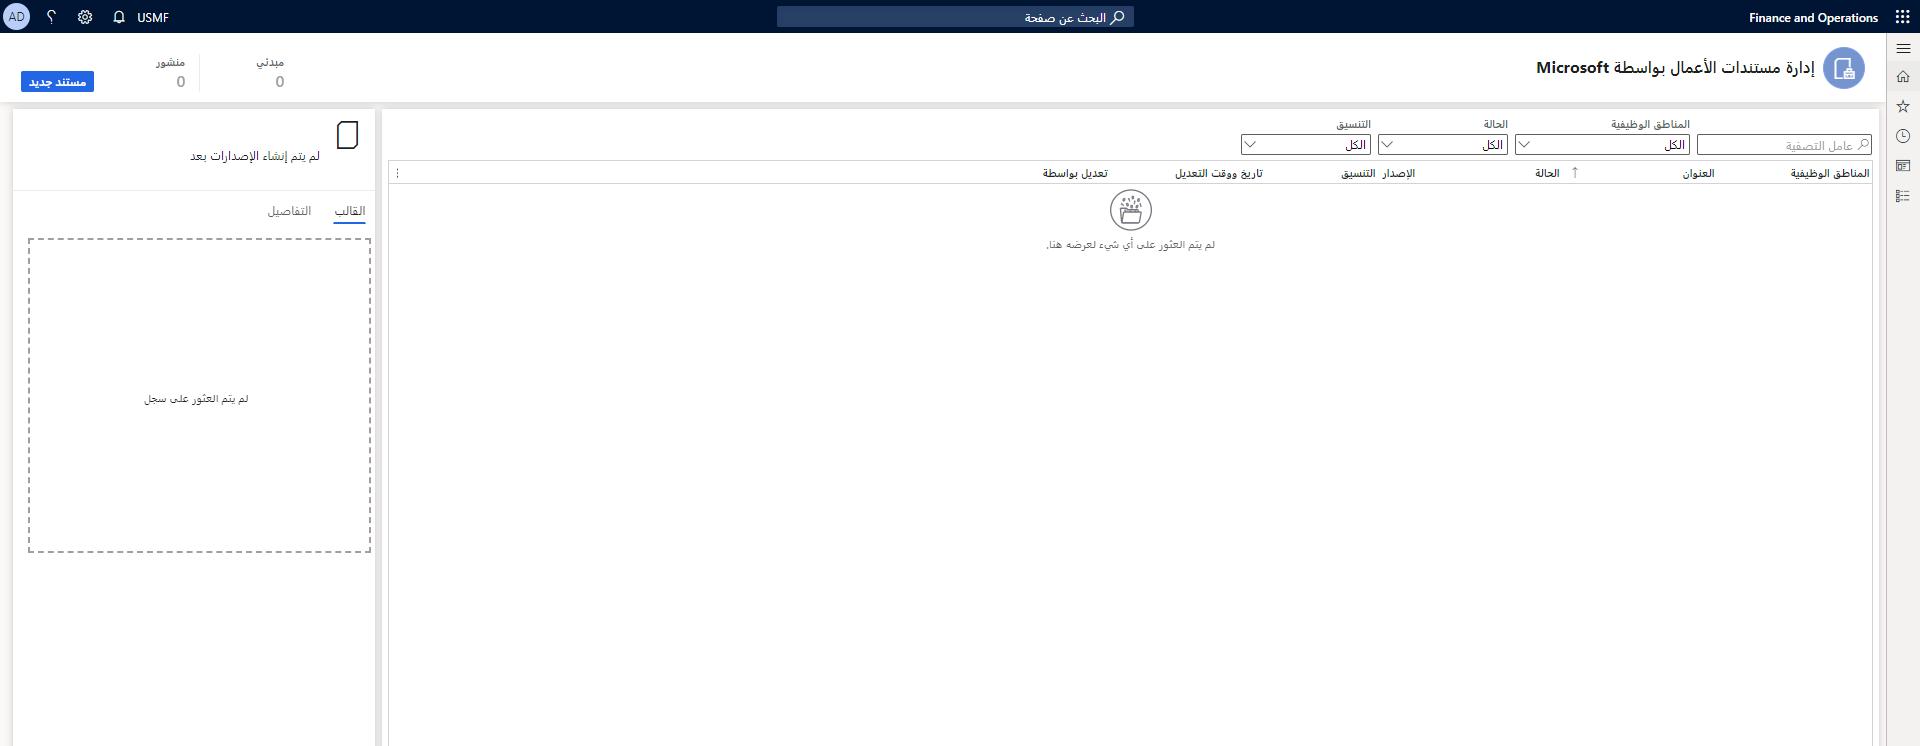 Finance and Operations
البحث عن صفحة
USMF
؟
AD
إدارة مستندات الأعمال بواسطة Microsoft
مبدئي
0
منشور
0
مستند جديد
المناطق الوظيفية
الحالة
التنسيق
عامل التصفية
الكل
الكل
الكل
المناطق الوظيفية
العنوان
الحالة
الإصدار
التنسيق
تاريخ ووقت التعديل
تعديل بواسطة
لم يتم العثور على أي شيء لعرضه هنا.
لم يتم إنشاء الإصدارات بعد
القالب
التفاصيل
لم يتم العثور على سجل